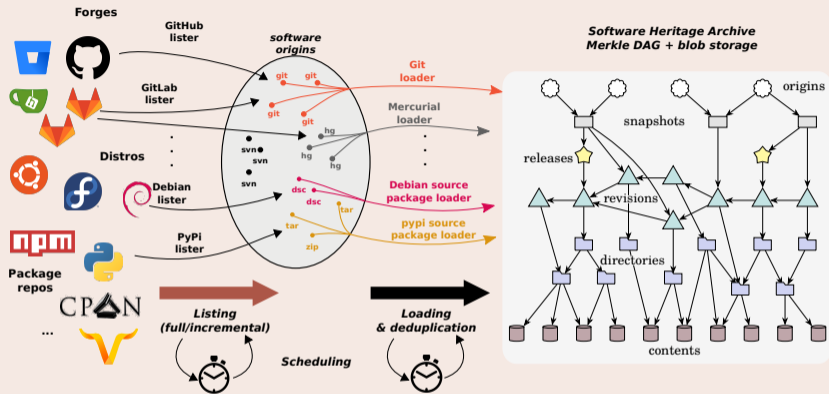 Forges
GitHub
lister
GitLab
lister
Distros
Debian
lister
PyPi
lister
npm
Package
repos
CPAN
...
software
origins
git
git
git
git
hg
hg
hg
svn
svn
svn
dsc
dsc
tar
tar
zip
Git
loader
Mercurial
loader
Debian source
package loader
pypi source
package loader
Listing
(full/incremental)
Loading
& deduplication
Scheduling
Software Heritage Archive
Merkle DAG + blob storage
origins
snapshots
releases
revisions
directories
contents